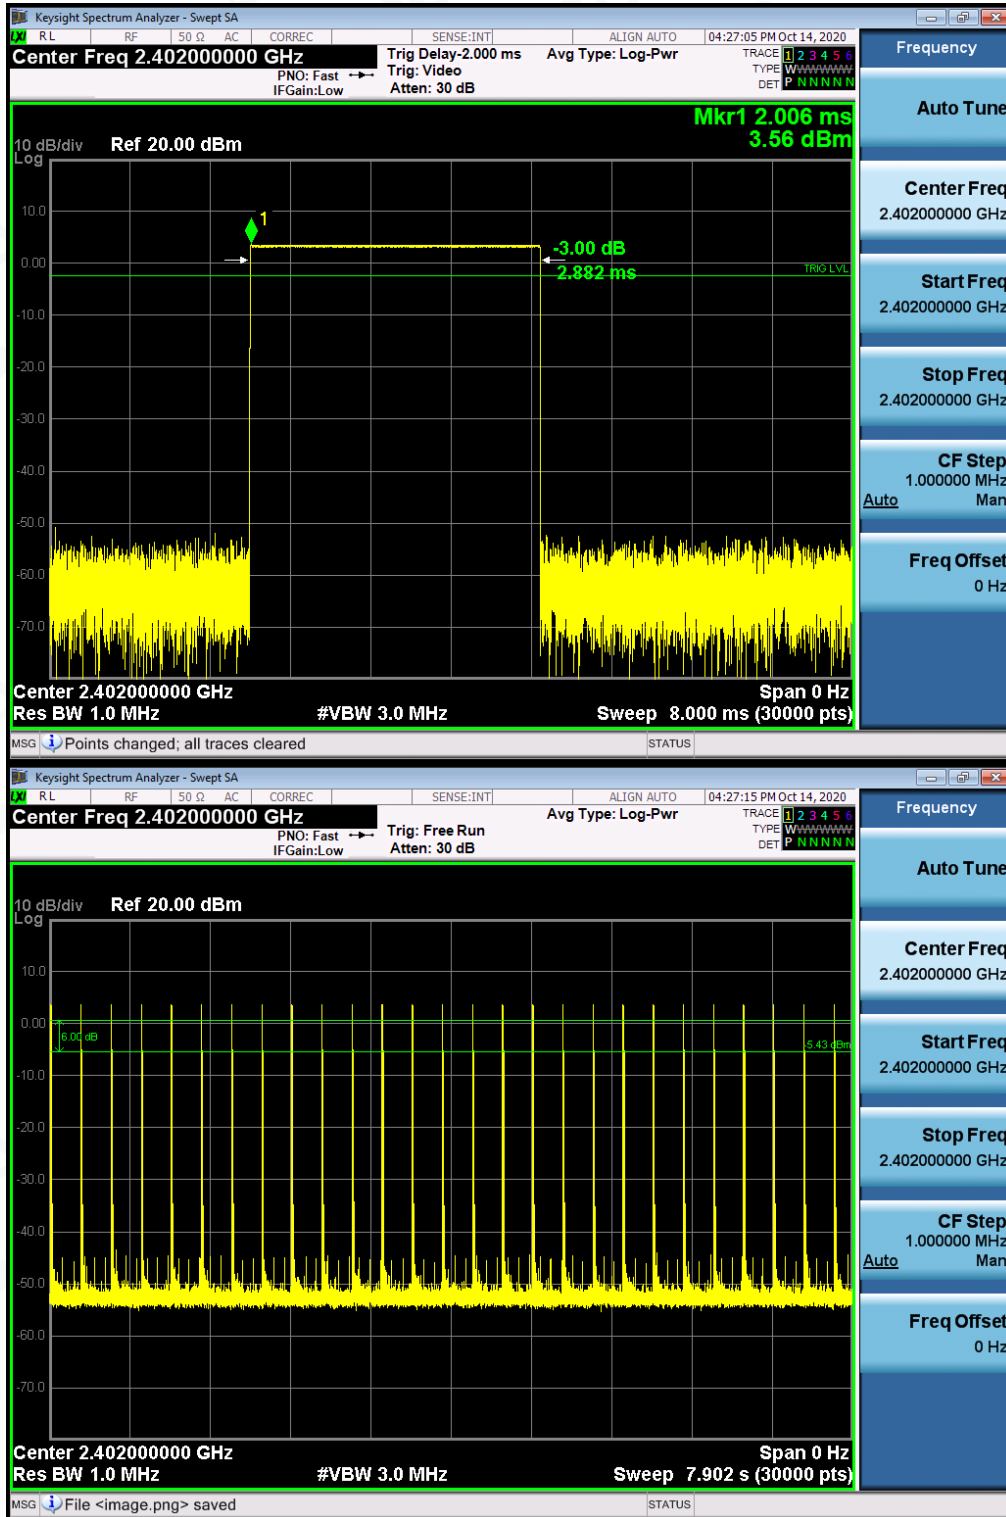 Keysight Spectrum Analyzer - Swept SA
LXI RL RF 50 Ω AC CORREC SENSE:INT ALIGN AUTO 04:27:05 PM Oct 14, 2020
Center Freq 2.402000000 GHz
PNO: Fast
IFGain:Low
Trig Delay-2.000 ms
Trig: Video
Atten: 30 dB
Avg Type: Log-Pwr
TRACE 1 2 3 4 5 6
TYPE WWWWWW
DET P N N N N N
Mkr1 2.006 ms
3.56 dBm
10 dB/div Ref 20.00 dBm
Log
1
10.0
-3.00 dB
0.00
2.882 ms
TRIG LVL
-10.0
-20.0
-30.0
-40.0
-50.0
-60.0
-70.0
Center 2.402000000 GHz Span 0 Hz
Res BW 1.0 MHz #VBW 3.0 MHz Sweep 8.000 ms (30000 pts)
MSG Points changed; all traces cleared STATUS
Frequency
Auto Tune
Center Freq
2.402000000 GHz
Start Freq
2.402000000 GHz
Stop Freq
2.402000000 GHz
CF Step
1.000000 MHz
Auto Man
Freq Offset
0 Hz
Keysight Spectrum Analyzer - Swept SA
LXI RL RF 50 Ω AC CORREC SENSE:INT ALIGN AUTO 04:27:15 PM Oct 14, 2020
Center Freq 2.402000000 GHz
PNO: Fast
IFGain:Low
Trig: Free Run
Atten: 30 dB
Avg Type: Log-Pwr
TRACE 1 2 3 4 5 6
TYPE WWWWWW
DET P N N N N N
10 dB/div Ref 20.00 dBm
Log
10.0
0.00
6.00 dB
-5.43 dBm
-10.0
-20.0
-30.0
-40.0
-50.0
-60.0
-70.0
Center 2.402000000 GHz Span 0 Hz
Res BW 1.0 MHz #VBW 3.0 MHz Sweep 7.902 s (30000 pts)
MSG File <image.png> saved STATUS
Frequency
Auto Tune
Center Freq
2.402000000 GHz
Start Freq
2.402000000 GHz
Stop Freq
2.402000000 GHz
CF Step
1.000000 MHz
Auto Man
Freq Offset
0 Hz